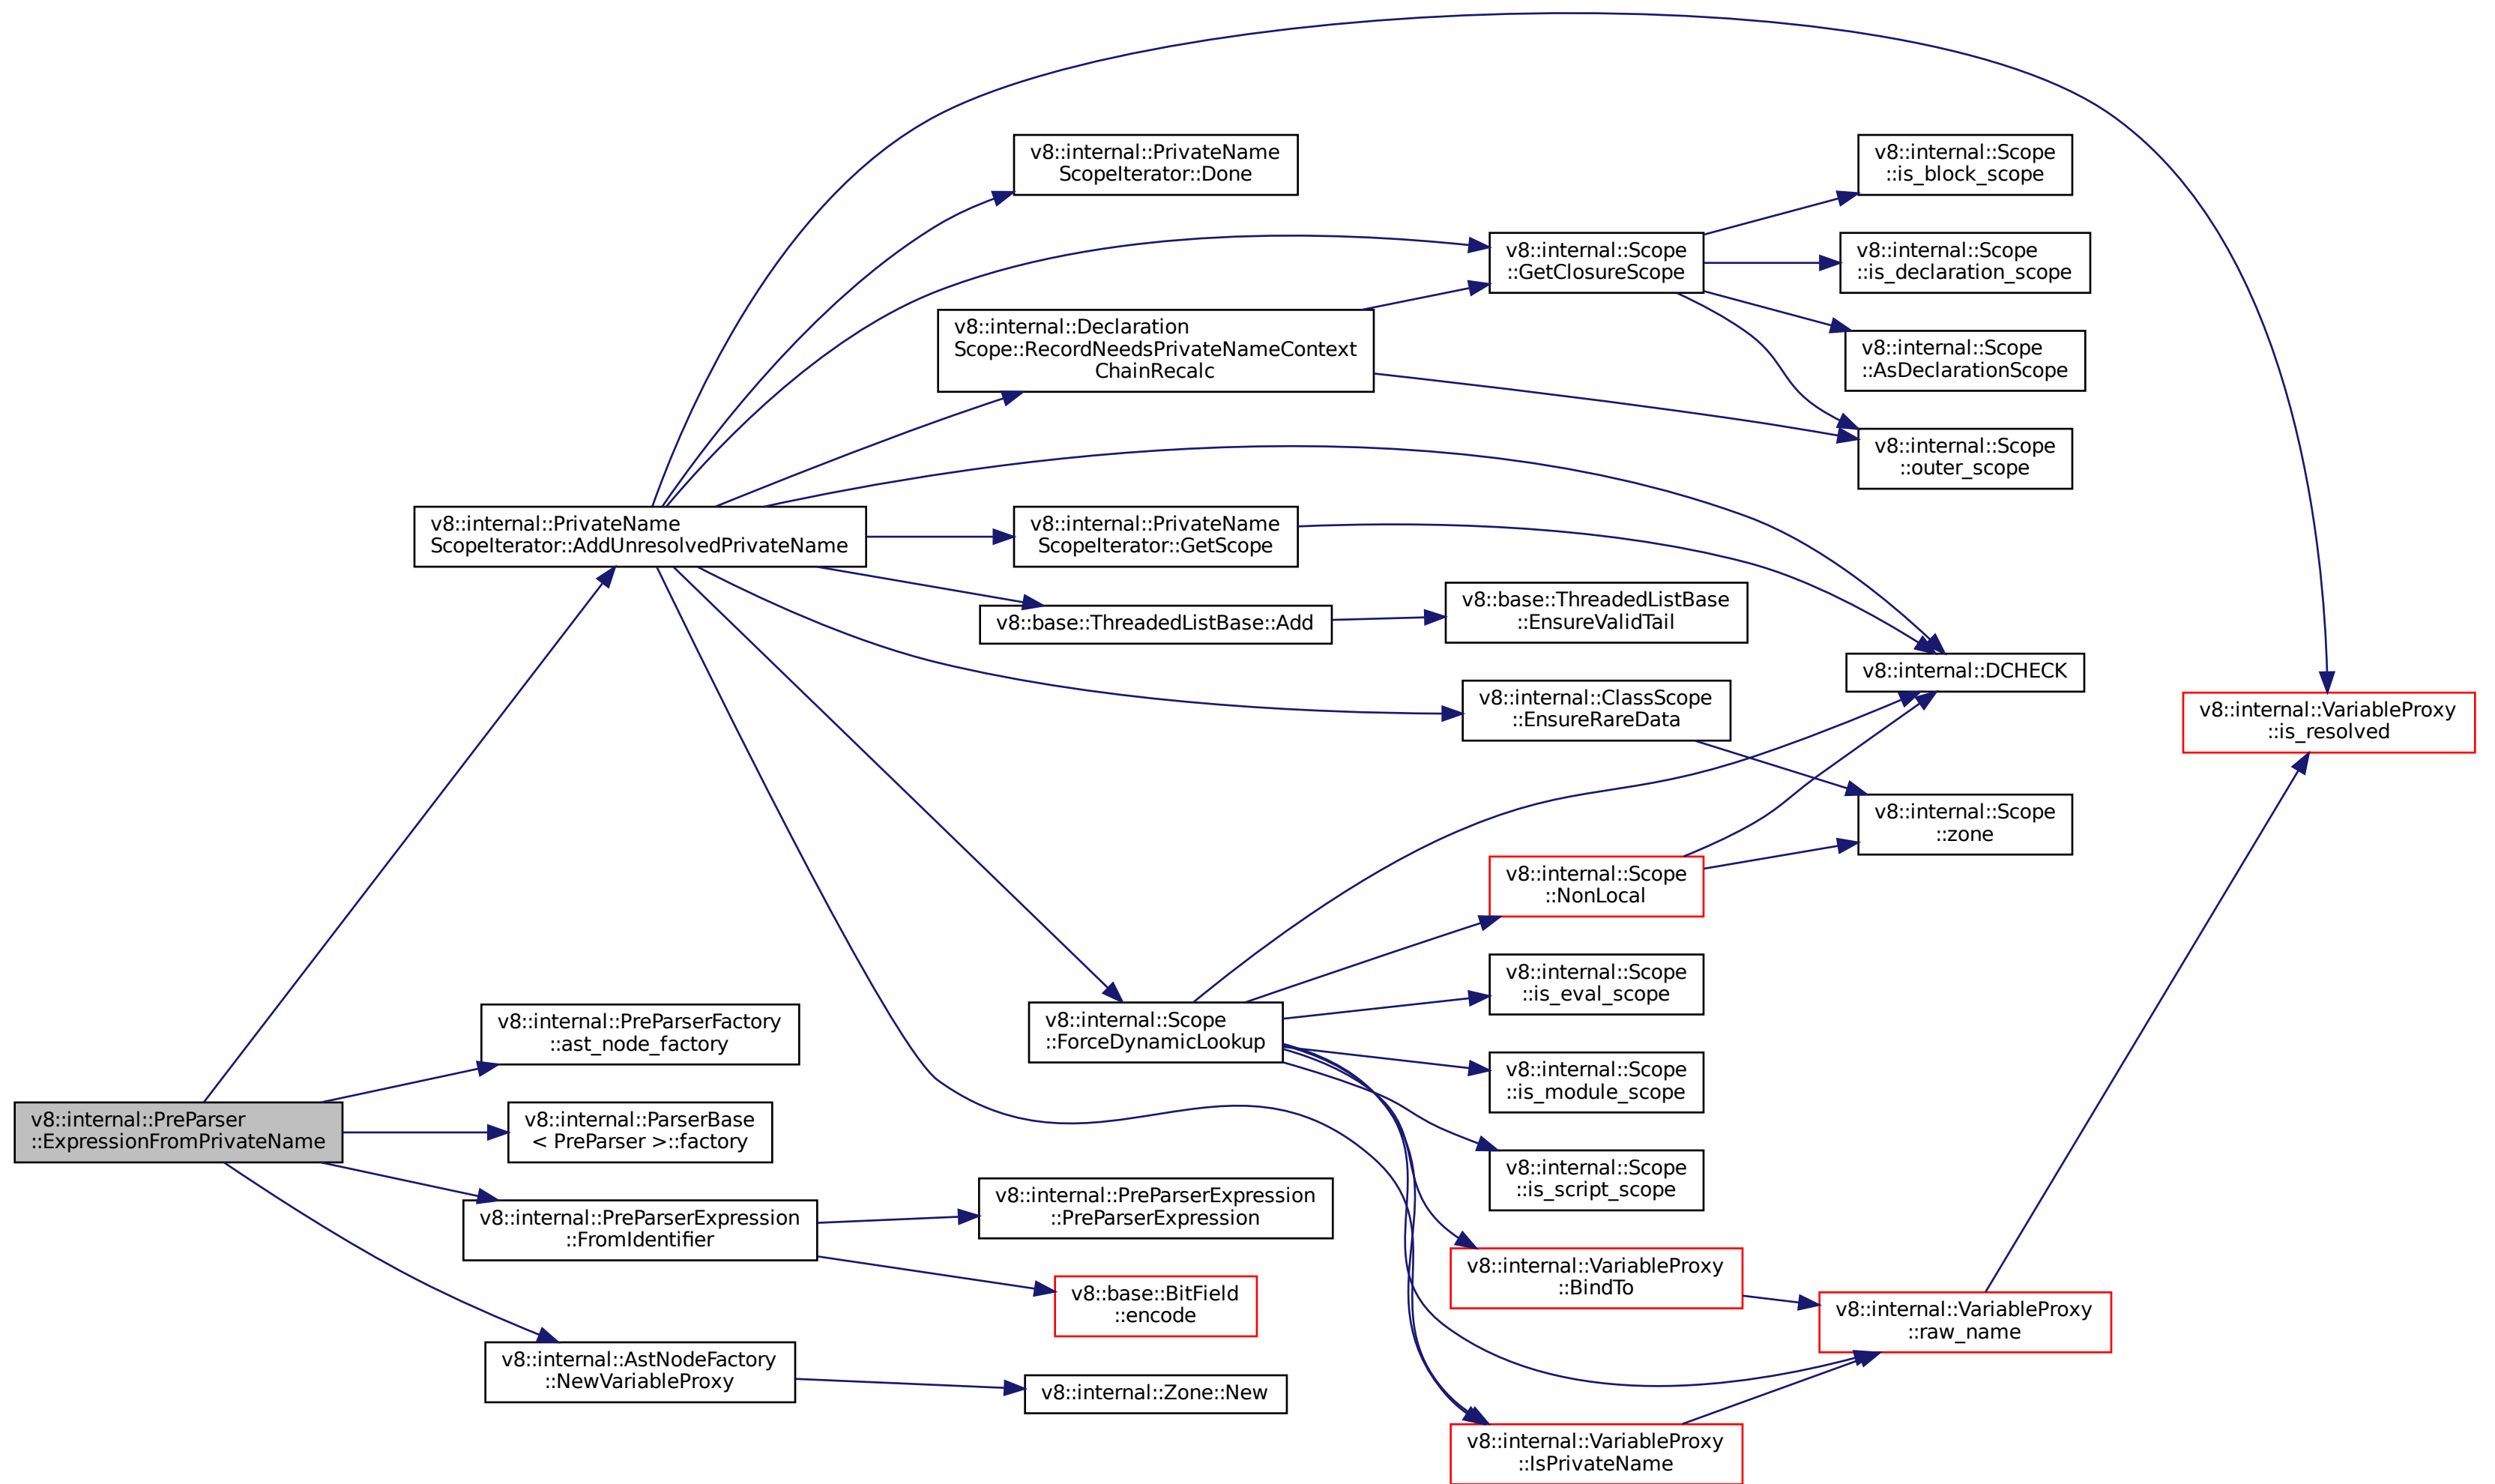 v8::internal::PreParser
::ExpressionFromPrivateName
v8::internal::PrivateName
ScopeIterator::AddUnresolvedPrivateName
v8::internal::PreParserFactory
::ast_node_factory
v8::internal::ParserBase
< PreParser >::factory
v8::internal::PreParserExpression
::FromIdentifier
v8::internal::AstNodeFactory
::NewVariableProxy
v8::internal::PrivateName
ScopeIterator::Done
v8::internal::Declaration
Scope::RecordNeedsPrivateNameContext
ChainRecalc
v8::internal::PrivateName
ScopeIterator::GetScope
v8::base::ThreadedListBase::Add
v8::internal::Scope
::ForceDynamicLookup
v8::internal::PreParserExpression
::PreParserExpression
v8::base::BitField
::encode
v8::internal::Zone::New
v8::internal::Scope
::GetClosureScope
v8::base::ThreadedListBase
::EnsureValidTail
v8::internal::ClassScope
::EnsureRareData
v8::internal::Scope
::NonLocal
v8::internal::Scope
::is_eval_scope
v8::internal::Scope
::is_module_scope
v8::internal::Scope
::is_script_scope
v8::internal::VariableProxy
::BindTo
v8::internal::VariableProxy
::IsPrivateName
v8::internal::Scope
::is_block_scope
v8::internal::Scope
::is_declaration_scope
v8::internal::Scope
::AsDeclarationScope
v8::internal::Scope
::outer_scope
v8::internal::DCHECK
v8::internal::Scope
::zone
v8::internal::VariableProxy
::raw_name
v8::internal::VariableProxy
::is_resolved